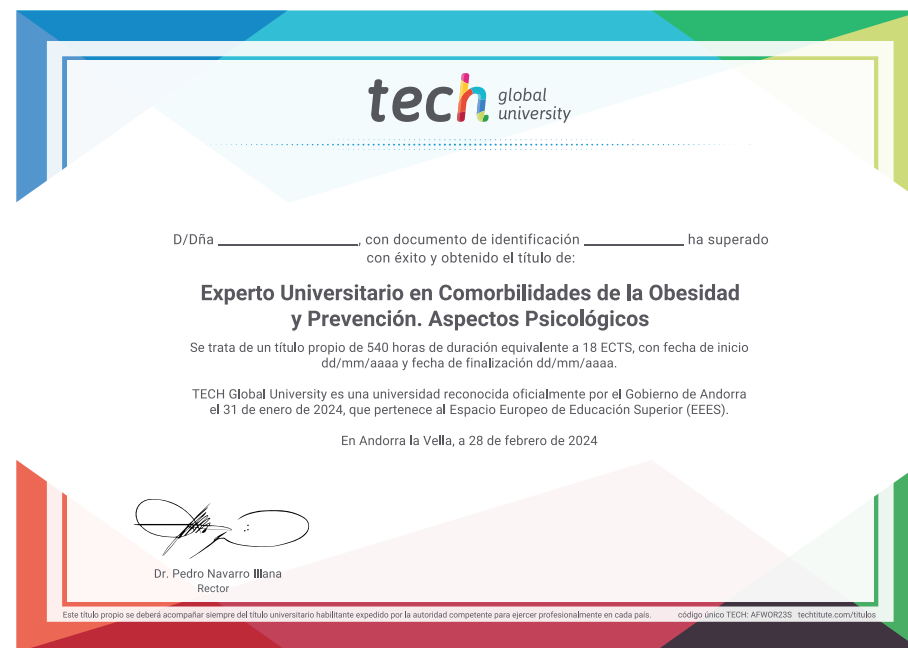 tech global university
D/Dña ____________________, con documento de identificación ______________ ha superado
con éxito y obtenido el título de:
Experto Universitario en Comorbilidades de la Obesidad
y Prevención. Aspectos Psicológicos
Se trata de un título propio de 540 horas de duración equivalente a 18 ECTS, con fecha de inicio
dd/mm/aaaa y fecha de finalización dd/mm/aaaa.
TECH Global University es una universidad reconocida oficialmente por el Gobierno de Andorra
el 31 de enero de 2024, que pertenece al Espacio Europeo de Educación Superior (EEES).
En Andorra la Vella, a 28 de febrero de 2024
Dr. Pedro Navarro Illana
Rector
Este título propio se deberá acompañar siempre del título universitario habilitante expedido por la autoridad competente para ejercer profesionalmente en cada país. código único TECH: AFWOR23S techtitute.com/titulos